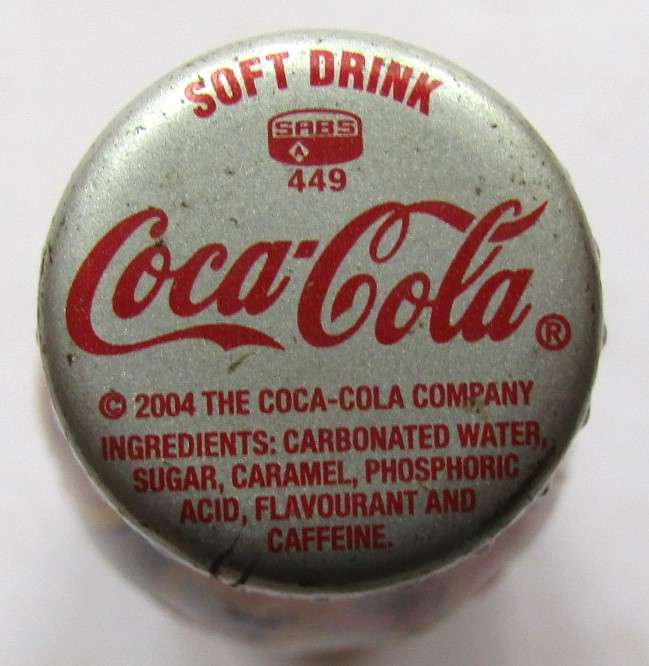 SOFT DRINK
SABS
449
Coca-Cola®
© 2004 THE COCA-COLA COMPANY
INGREDIENTS: CARBONATED WATER,
SUGAR, CARAMEL, PHOSPHORIC
ACID, FLAVOURANT AND
CAFFEINE.